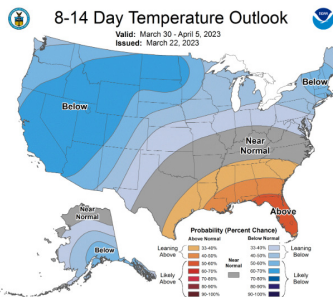 8-14 Day Temperature Outlook
Valid: March 30 - April 5, 2023
Issued: March 22, 2023
Below
Below
Near
Normal
Above
Near
Normal
Below
Probability (Percent Chance)
Above Normal
Below Normal
Leaning
Above
33-40%
40-50%
50-60%
60-70%
70-80%
80-90%
90-100%
Likely
Above
Near
Normal
33-40%
40-50%
50-60%
60-70%
70-80%
80-90%
90-100%
Leaning
Below
Likely
Below